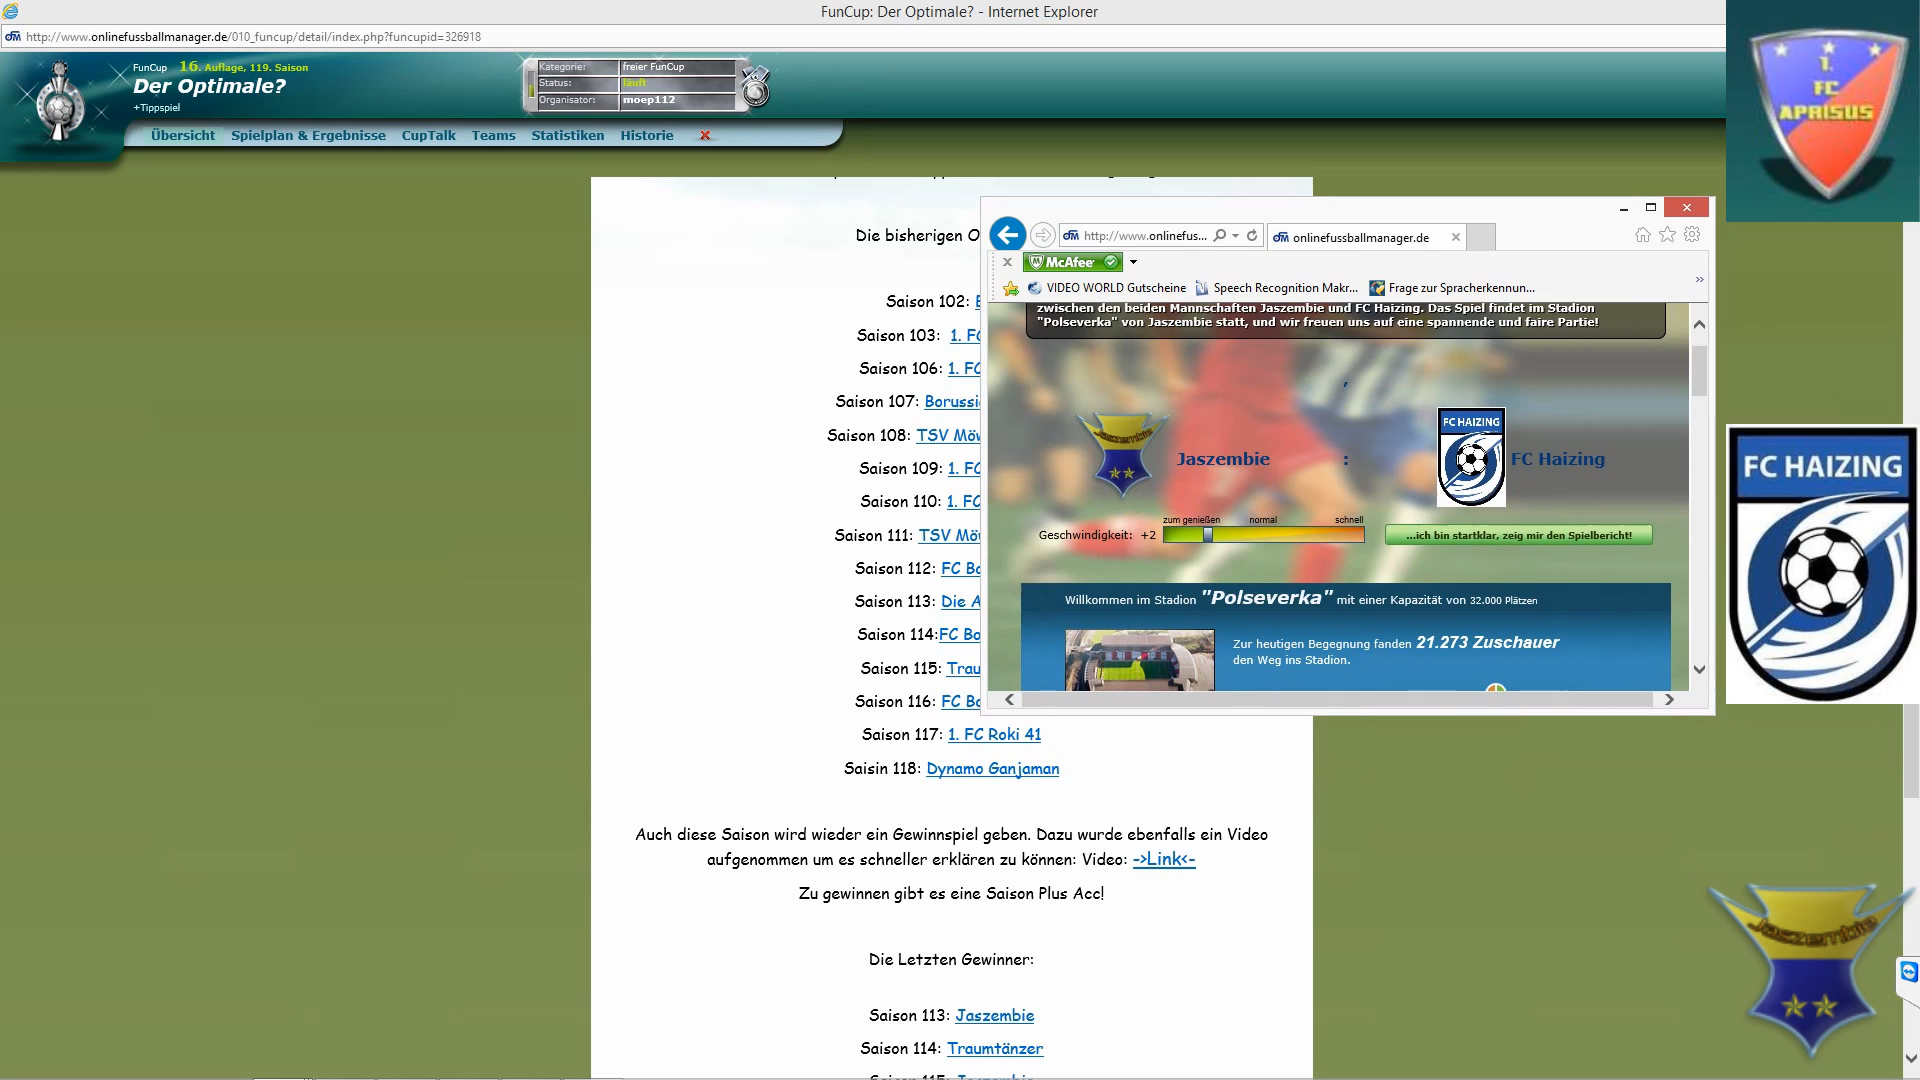 FunCup: Der Optimale? - Internet Explorer
http://www.onlinefussballmanager.de/010_funcup/detail/index.php?funcupid=326918
FunCup 16. Auflage, 119. Saison
Der Optimale?
+Tippspiel
Kategorie: freier FunCup
Status: läuft
Organisator: moep112
Übersicht Spielplan & Ergebnisse CupTalk Teams Statistiken Historie
1.
FC
APRISUS
Die bisherigen O
Saison 102:
Saison 103: 1. FC
Saison 106: 1. FC
Saison 107: Borussi
Saison 108: TSV Möw
Saison 109: 1. FC
Saison 110: 1. FC
Saison 111: TSV Möw
Saison 112: FC Ba
Saison 113: Die A
Saison 114:FC Ba
Saison 115: Trau
Saison 116: FC Ba
Saison 117: 1. FC Roki 41
Saisin 118: Dynamo Ganjaman
Auch diese Saison wird wieder ein Gewinnspiel geben. Dazu wurde ebenfalls ein Video
aufgenommen um es schneller erklären zu können: Video: ->Link<-
Zu gewinnen gibt es eine Saison Plus Acc!
Die Letzten Gewinner:
Saison 113: Jaszembie
Saison 114: Traumtänzer
http://www.onlinefus...
onlinefussballmanager.de
McAfee
VIDEO WORLD Gutscheine Speech Recognition Makr... Frage zur Spracherkennun...
zwischen den beiden Mannschaften Jaszembie und FC Haizing. Das Spiel findet im Stadion
"Polseverka" von Jaszembie statt, und wir freuen uns auf eine spannende und faire Partie!
,
Jaszembie
FC HAIZING
Jaszembie : FC Haizing
zum genießen normal schnell
Geschwindigkeit: +2
...ich bin startklar, zeig mir den Spielbericht!
Willkommen im Stadion "Polseverka" mit einer Kapazität von 32.000 Plätzen
Zur heutigen Begegnung fanden 21.273 Zuschauer
den Weg ins Stadion.
FC HAIZING
Jaszembie